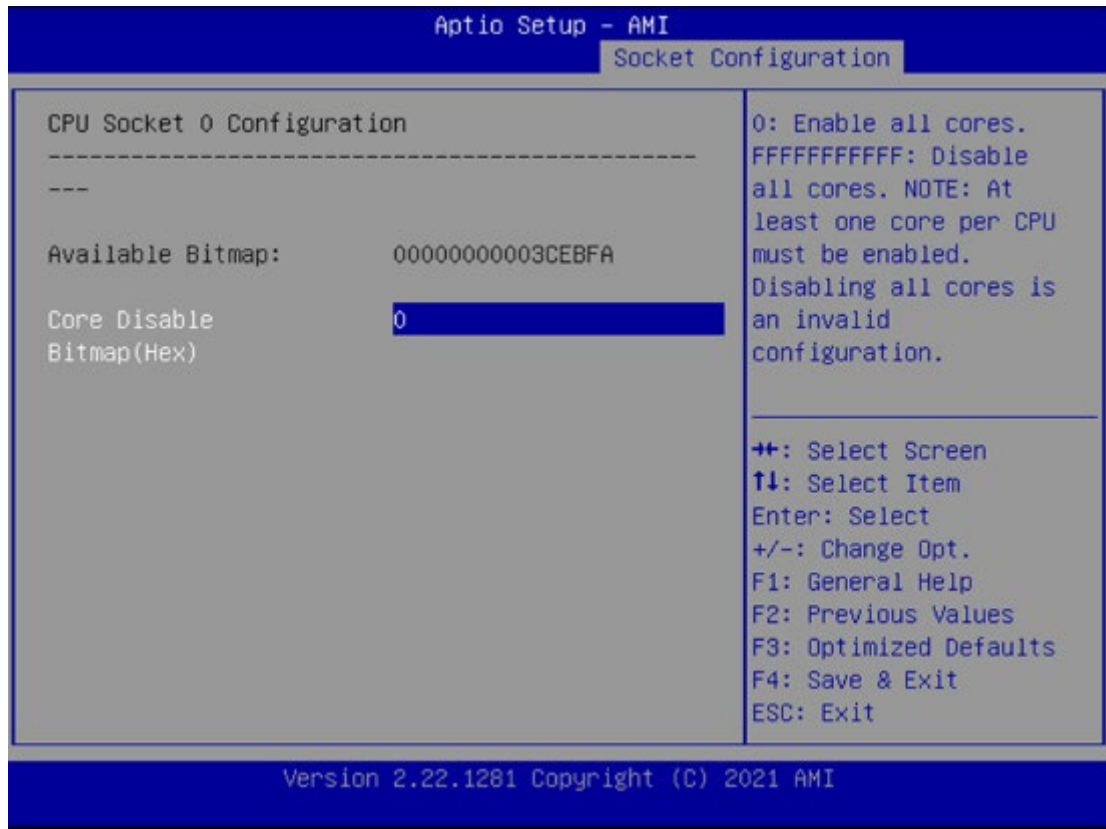 Aptio Setup – AMI
Socket Configuration
CPU Socket 0 Configuration
-----------------------------------------------
---
Available Bitmap: 00000000003CEBFA
Core Disable 0
Bitmap(Hex)
0: Enable all cores.
FFFFFFFFFFF: Disable
all cores. NOTE: At
least one core per CPU
must be enabled.
Disabling all cores is
an invalid
configuration.
→←: Select Screen
↑↓: Select Item
Enter: Select
+/-: Change Opt.
F1: General Help
F2: Previous Values
F3: Optimized Defaults
F4: Save & Exit
ESC: Exit
Version 2.22.1281 Copyright (C) 2021 AMI